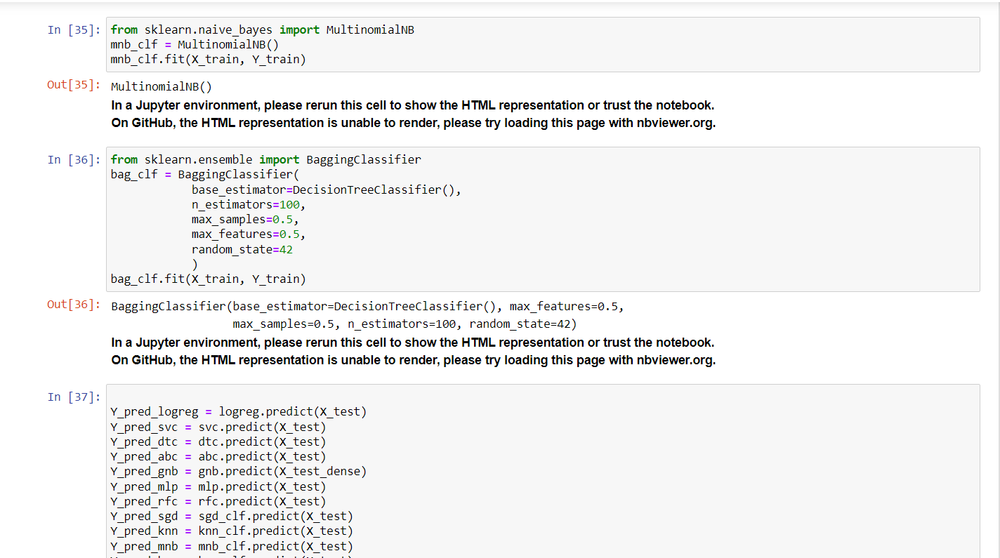 In [35]: from sklearn.naive_bayes import MultinomialNB
mnb_clf = MultinomialNB()
mnb_clf.fit(X_train, Y_train)
Out[35]: MultinomialNB()
In a Jupyter environment, please rerun this cell to show the HTML representation or trust the notebook.
On GitHub, the HTML representation is unable to render, please try loading this page with nbviewer.org.
In [36]: from sklearn.ensemble import BaggingClassifier
bag_clf = BaggingClassifier(
            base_estimator=DecisionTreeClassifier(),
            n_estimators=100,
            max_samples=0.5,
            max_features=0.5,
            random_state=42
            )
bag_clf.fit(X_train, Y_train)
Out[36]: BaggingClassifier(base_estimator=DecisionTreeClassifier(), max_features=0.5,
                  max_samples=0.5, n_estimators=100, random_state=42)
In a Jupyter environment, please rerun this cell to show the HTML representation or trust the notebook.
On GitHub, the HTML representation is unable to render, please try loading this page with nbviewer.org.
In [37]:
Y_pred_logreg = logreg.predict(X_test)
Y_pred_svc = svc.predict(X_test)
Y_pred_dtc = dtc.predict(X_test)
Y_pred_abc = abc.predict(X_test)
Y_pred_gnb = gnb.predict(X_test_dense)
Y_pred_mlp = mlp.predict(X_test)
Y_pred_rfc = rfc.predict(X_test)
Y_pred_sgd = sgd_clf.predict(X_test)
Y_pred_knn = knn_clf.predict(X_test)
Y_pred_mnb = mnb_clf.predict(X_test)